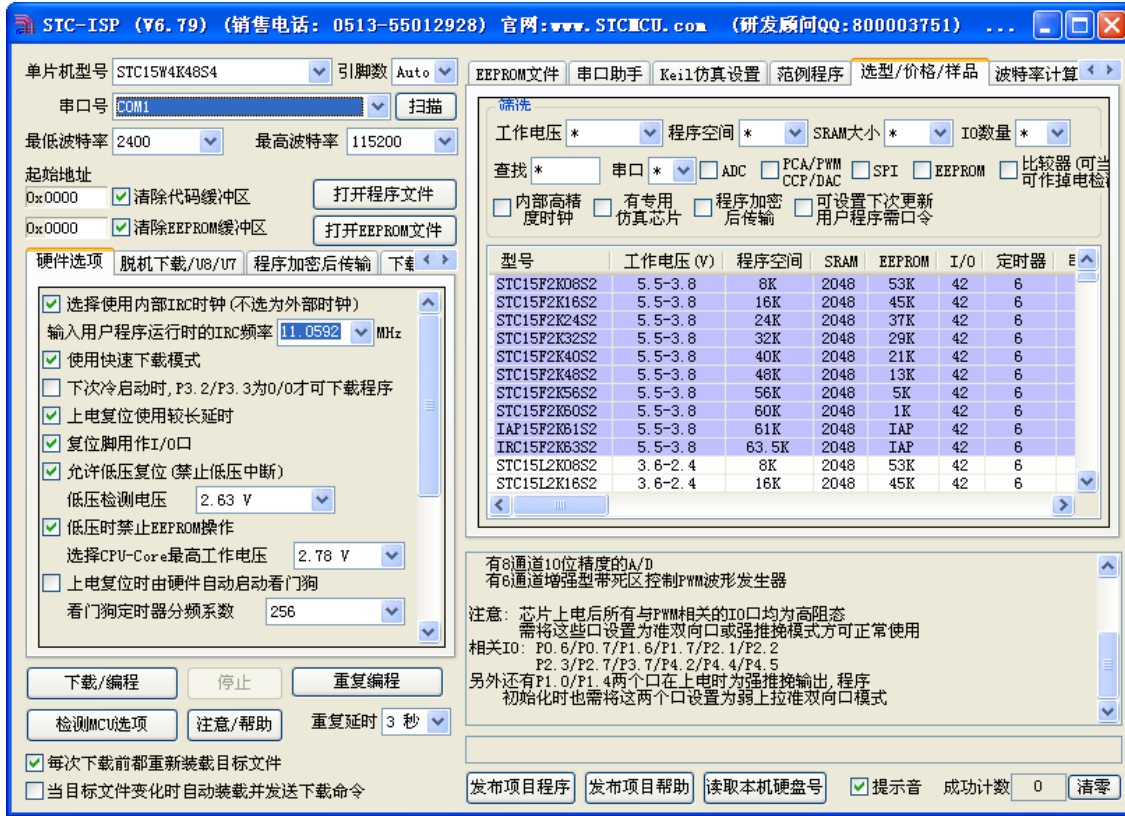 STC-ISP (V6.79) (销售电话: 0513-55012928) 官网:www.STCMCU.com (研发顾问QQ:800003751) ...
单片机型号 STC15W4K48S4 引脚数 Auto
串口号 COM1 扫描
最低波特率 2400 最高波特率 115200
起始地址
0x0000 清除代码缓冲区 打开程序文件
0x0000 清除EEPROM缓冲区 打开EEPROM文件
硬件选项 脱机下载/U8/U7 程序加密后传输 下载
选择使用内部IRC时钟(不选为外部时钟)
输入用户程序运行时的IRC频率 11.0592 MHz
使用快速下载模式
下次冷启动时,P3.2/P3.3为0/0才可下载程序
上电复位使用较长延时
复位脚用作I/O口
允许低压复位(禁止低压中断)
低压检测电压 2.63 V
低压时禁止EEPROM操作
选择CPU-Core最高工作电压 2.78 V
上电复位时由硬件自动启动看门狗
看门狗定时器分频系数 256
下载/编程 停止 重复编程
检测MCU选项 注意/帮助 重复延时 3 秒
每次下载前都重新装载目标文件
当目标文件变化时自动装载并发送下载命令
EEPROM文件 串口助手 Keil仿真设置 范例程序 选型/价格/样品 波特率计算
筛选
工作电压 * 程序空间 * SRAM大小 * IO数量 *
查找 * 串口 * ADC PCA/PWM CCP/DAC SPI EEPROM 比较器(可当 可作掉电检
内部高精度时钟 有专用仿真芯片 程序加密后传输 可设置下次更新用户程序需口令
型号 工作电压(V) 程序空间 SRAM EEPROM I/O 定时器
STC15F2K08S2 5.5-3.8 8K 2048 53K 42 6
STC15F2K16S2 5.5-3.8 16K 2048 45K 42 6
STC15F2K24S2 5.5-3.8 24K 2048 37K 42 6
STC15F2K32S2 5.5-3.8 32K 2048 29K 42 6
STC15F2K40S2 5.5-3.8 40K 2048 21K 42 6
STC15F2K48S2 5.5-3.8 48K 2048 13K 42 6
STC15F2K56S2 5.5-3.8 56K 2048 5K 42 6
STC15F2K60S2 5.5-3.8 60K 2048 1K 42 6
IAP15F2K61S2 5.5-3.8 61K 2048 IAP 42 6
IRC15F2K63S2 5.5-3.8 63.5K 2048 IAP 42 6
STC15L2K08S2 3.6-2.4 8K 2048 53K 42 6
STC15L2K16S2 3.6-2.4 16K 2048 45K 42 6
有8通道10位精度的A/D
有6通道增强型带死区控制PWM波形发生器
注意: 芯片上电后所有与PWM相关的IO口均为高阻态
需将这些口设置为准双向口或强推挽模式方可正常使用
相关IO: P0.6/P0.7/P1.6/P1.7/P2.1/P2.2
P2.3/P2.7/P3.7/P4.2/P4.4/P4.5
另外还有P1.0/P1.4两个口在上电时为强推挽输出,程序
初始化时也需将这两个口设置为弱上拉准双向口模式
发布项目程序 发布项目帮助 读取本机硬盘号 提示音 成功计数 0 清零